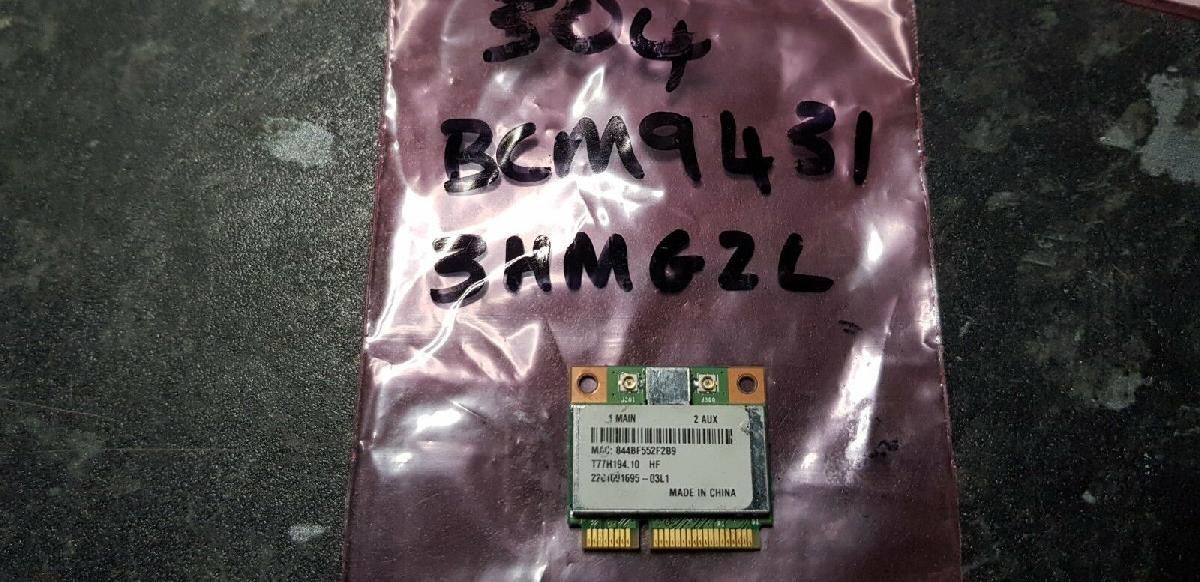 304
BCM9431
3HMG2L
1 MAIN 2 AUX
MAC: 844BF552F2B9
T77H194.10 HF
MADE IN CHINA